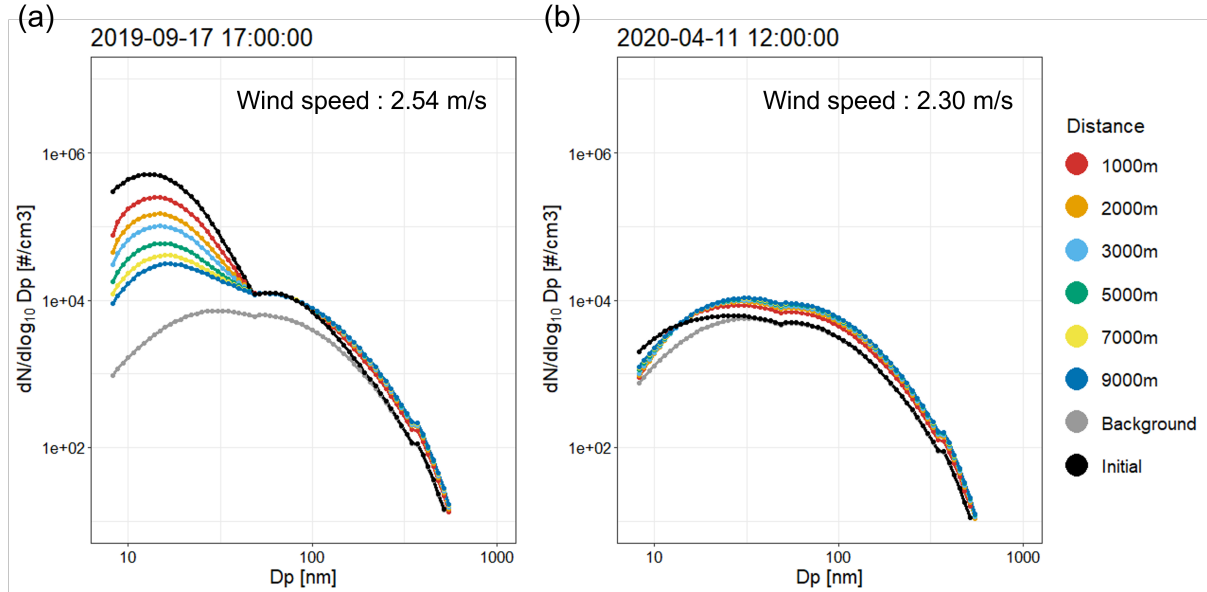 (a)
2019-09-17 17:00:00
Wind speed : 2.54 m/s
1e+06
1e+04
1e+02
dN/dlog10 Dp [#/cm3]
10 100 1000
Dp [nm]
(b)
2020-04-11 12:00:00
Wind speed : 2.30 m/s
1e+06
1e+04
1e+02
dN/dlog10 Dp [#/cm3]
10 100 1000
Dp [nm]
Distance
1000m
2000m
3000m
5000m
7000m
9000m
Background
Initial